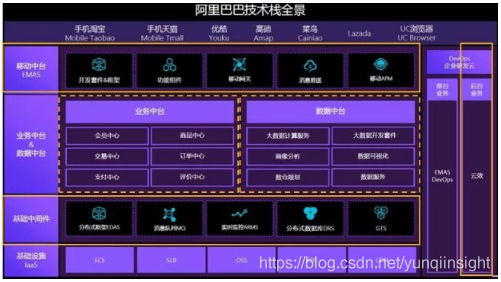 阿里巴巴技术栈全景
手机淘宝 手机天猫 优酷 高德 菜鸟 Lazada UC浏览器
Mobile Taobao Mobile Tmall Youku Amap Cainiao UC Browser
移动中台
EMAS
开发套件&框架 功能组件 移动网关 消息推送 移动APM
DevOps
企业研发云
前台
业务
后台
业务
业务中台
&
数据中台
业务中台 数据中台
会员中心 商品中心 大数据计算服务 大数据开发套件
交易中心 订单中心 画像分析 数据可视化
支付中心 评价中心 数仓规划 数据服务
EMAS
DevOps
云效
基础中间件
分布式框架EDAS 消息队列MQ 实时监控ARMS 分布式数据库DRS GTS
基础设施
IaaS
ECS SLB OSS
https://blog.csdn.net/yunqiinsight